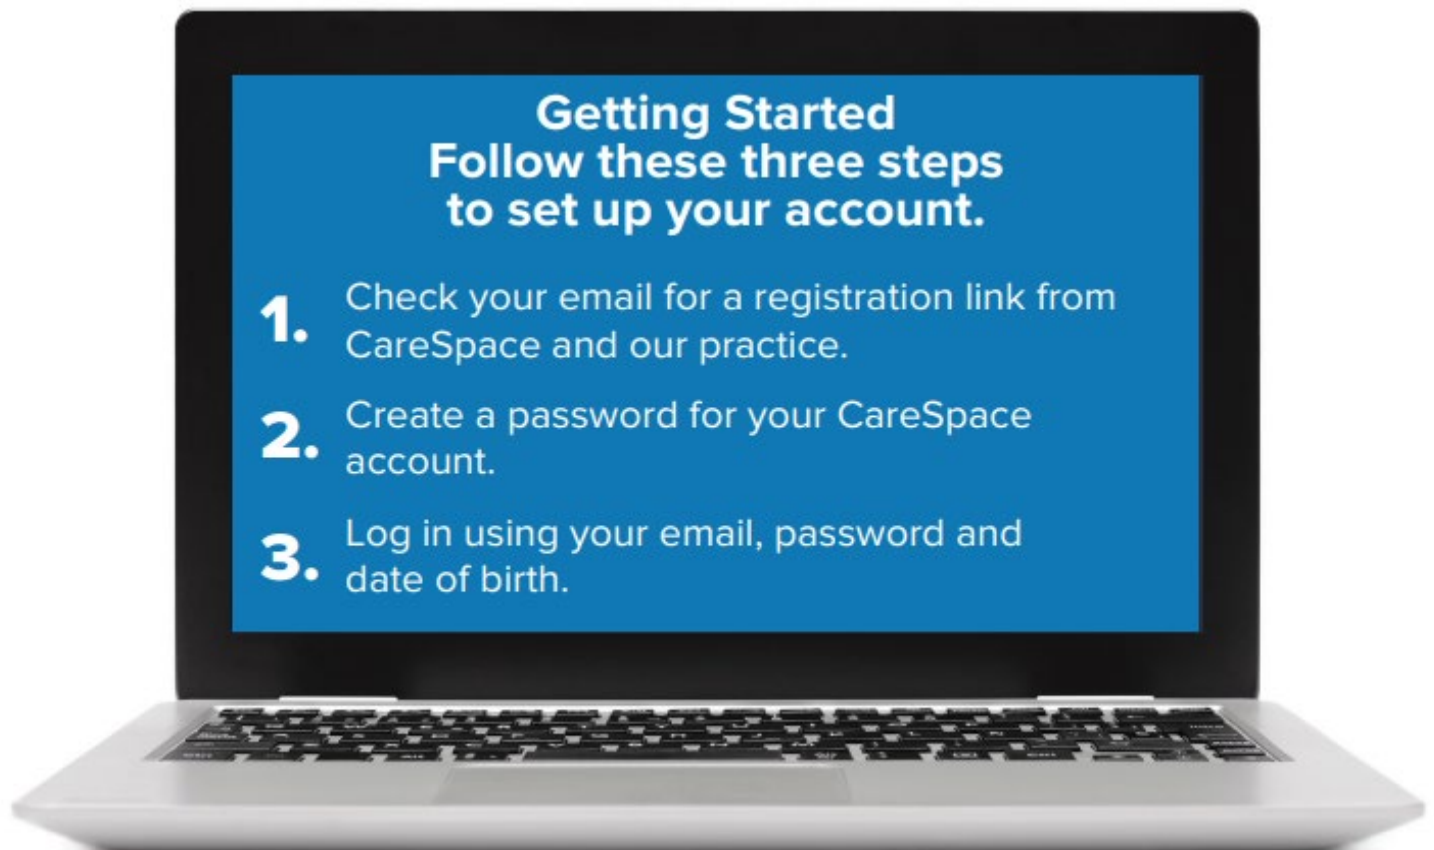 Getting Started
Follow these three steps
to set up your account.
1. Check your email for a registration link from
CareSpace and our practice.
2. Create a password for your CareSpace
account.
3. Log in using your email, password and
date of birth.